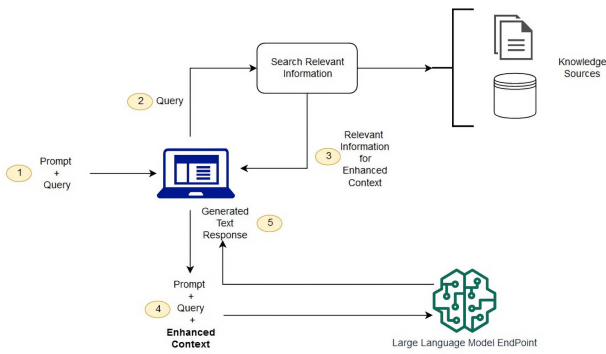 Search Relevant
Information
Knowledge
Sources
2
Query
3
Relevant
Information
for
Enhanced
Context
1
Prompt
+
Query
Generated
Text
Response
5
4
Prompt
+
Query
+
Enhanced
Context
Large Language Model EndPoint